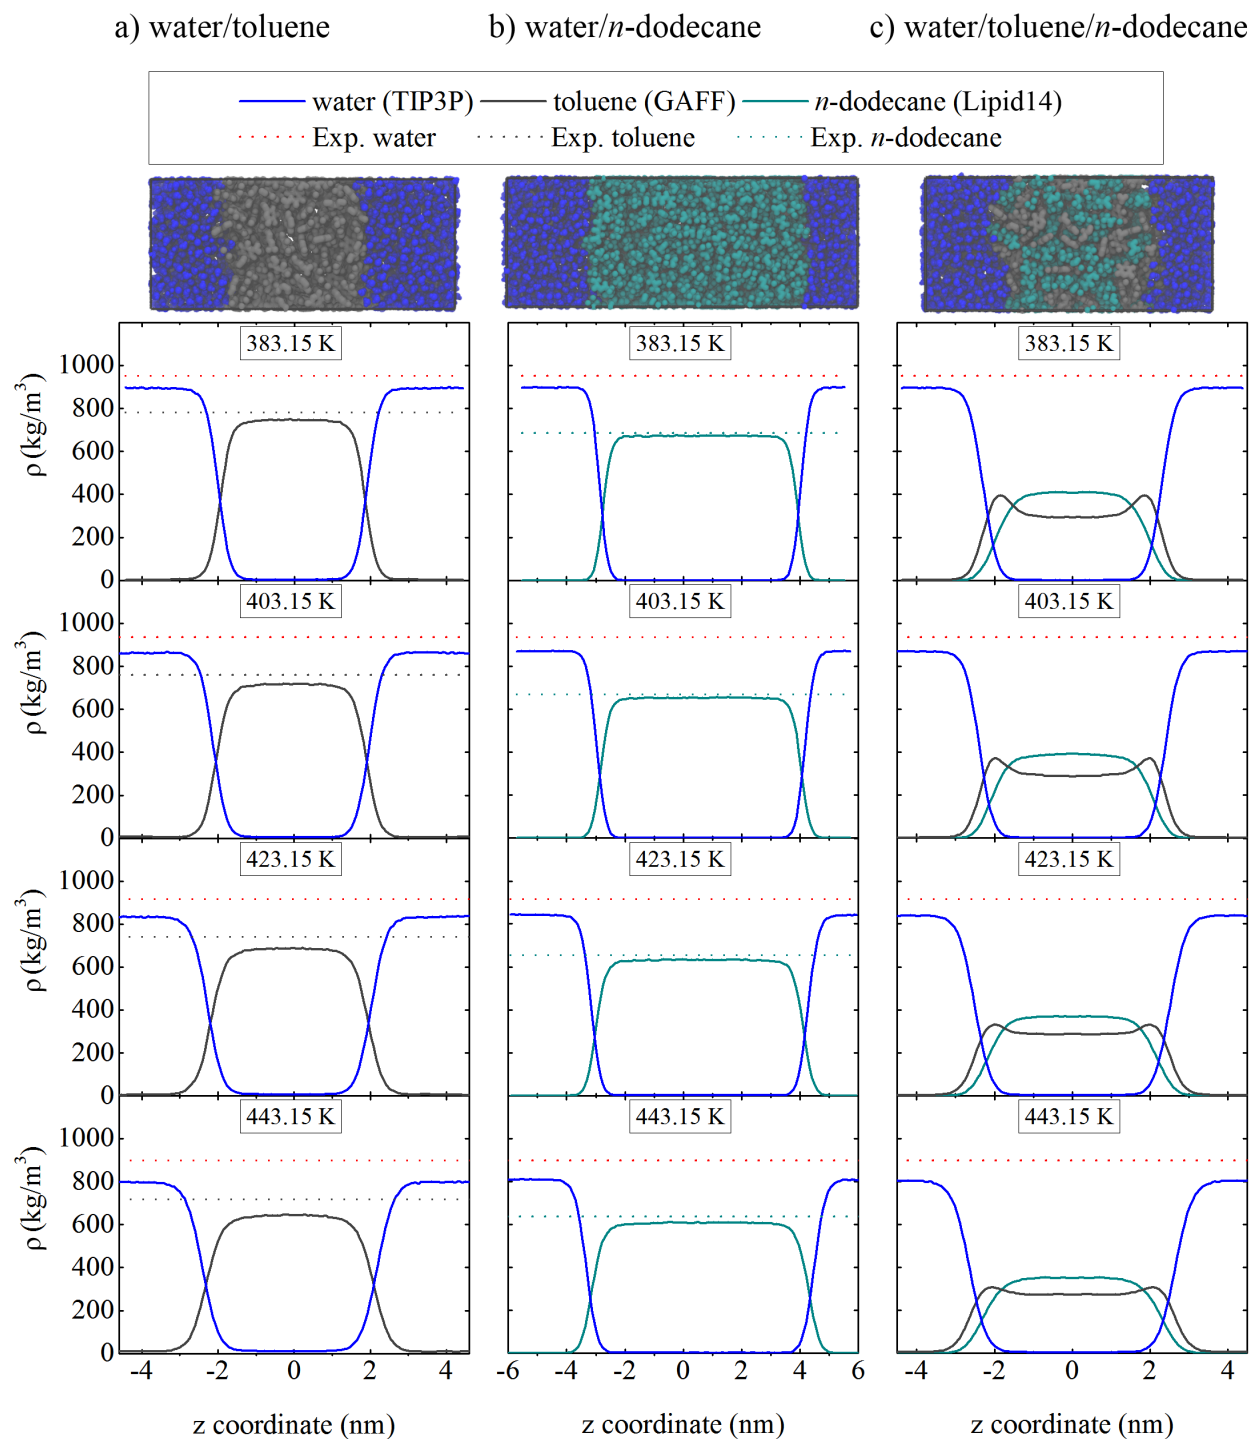 a) water/toluene b) water/n-dodecane c) water/toluene/n-dodecane
water (TIP3P) toluene (GAFF) n-dodecane (Lipid14)
Exp. water Exp. toluene Exp. n-dodecane
383.15 K 383.15 K 383.15 K
1000
800
600
400
200
0
ρ (kg/m³)
403.15 K 403.15 K 403.15 K
1000
800
600
400
200
0
ρ (kg/m³)
423.15 K 423.15 K 423.15 K
1000
800
600
400
200
0
ρ (kg/m³)
443.15 K 443.15 K 443.15 K
1000
800
600
400
200
0
ρ (kg/m³)
-4 -2 0 2 4 -6 -4 -2 0 2 4 6 -4 -2 0 2 4
z coordinate (nm) z coordinate (nm) z coordinate (nm)